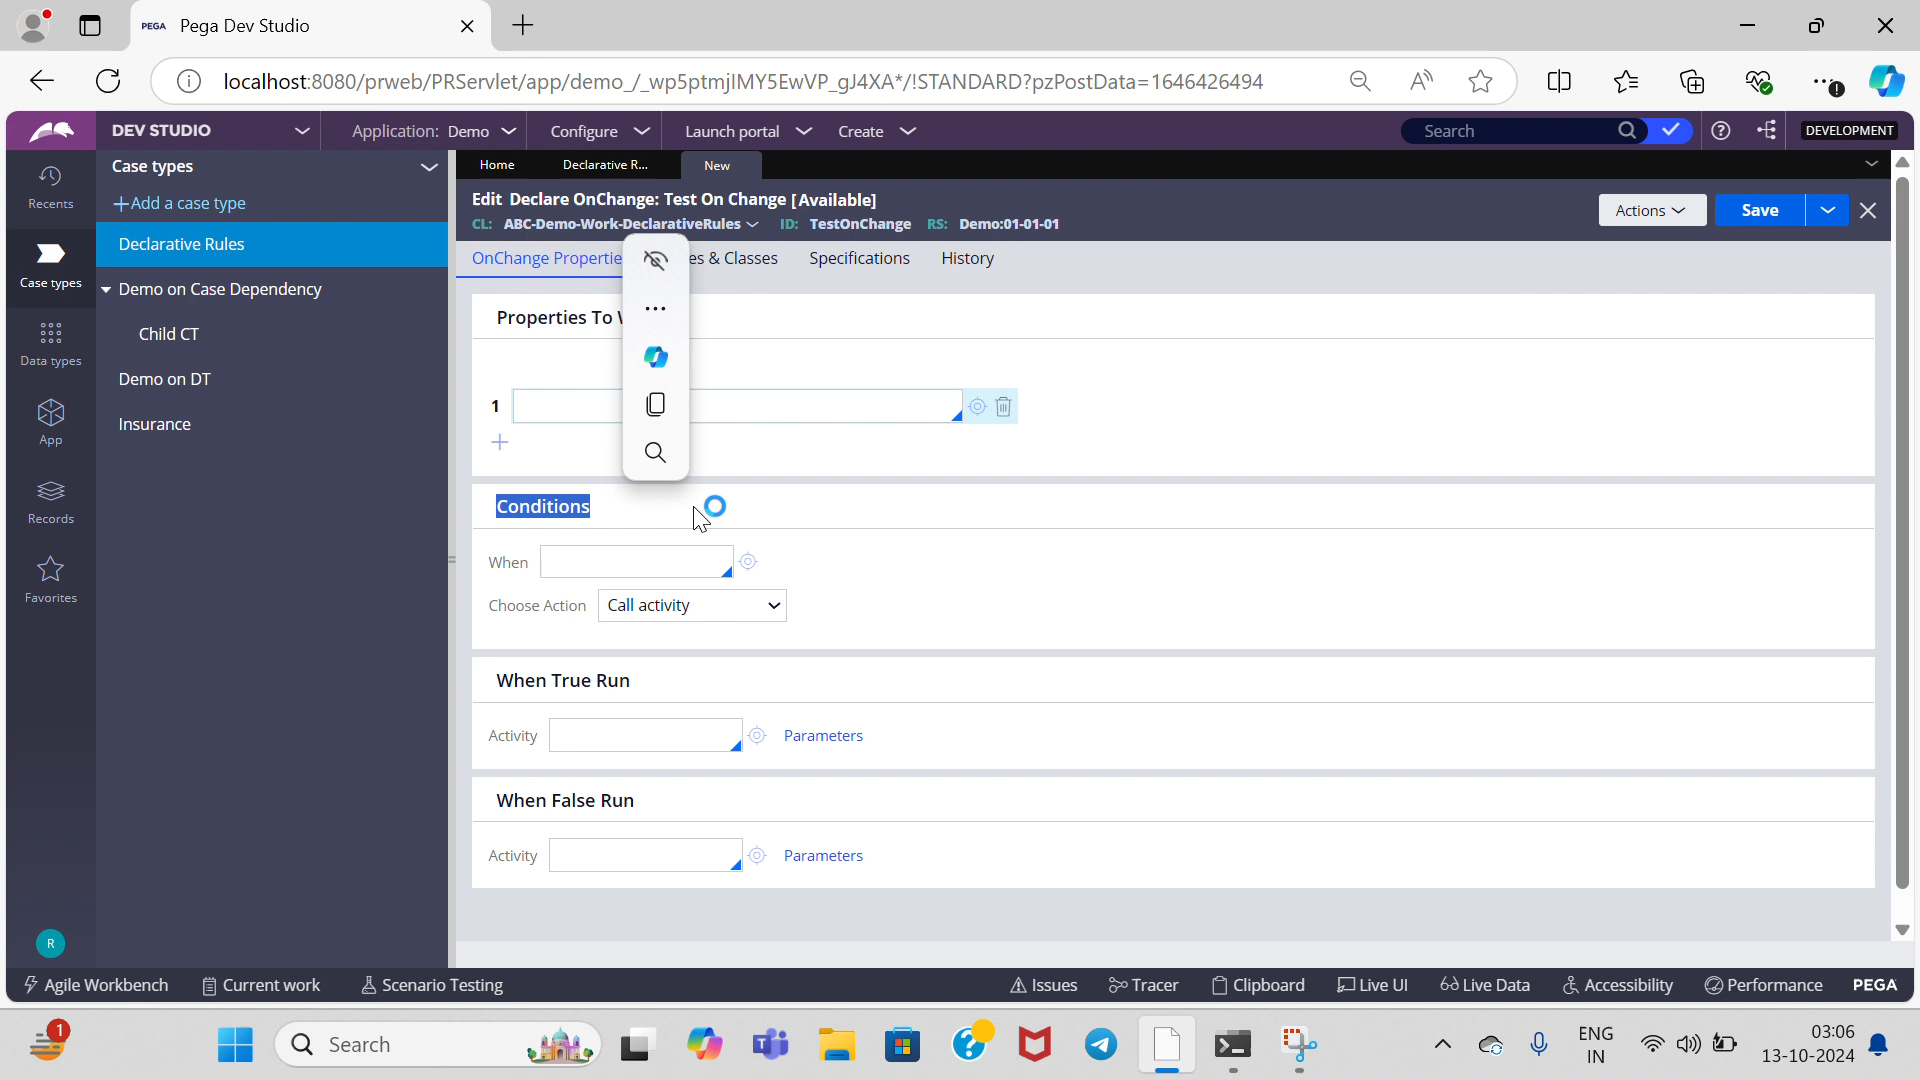 PEGA Pega Dev Studio
localhost:8080/prweb/PRServlet/app/demo_/_wp5ptmjlMY5EwVP_gJ4XA*/!STANDARD?pzPostData=1646426494
DEV STUDIO
Application: Demo
Configure
Launch portal
Create
Search
DEVELOPMENT
Recents
Case types
Data types
App
Records
Favorites
R
Case types
+Add a case type
Declarative Rules
Demo on Case Dependency
Child CT
Demo on DT
Insurance
Home
Declarative R...
New
Edit Declare OnChange: Test On Change [Available]
CL: ABC-Demo-Work-DeclarativeRules ID: TestOnChange RS: Demo:01-01-01
Actions
Save
OnChange Propertie
es & Classes
Specifications
History
Properties To
1
Conditions
When
Choose Action Call activity
When True Run
Activity
Parameters
When False Run
Activity
Parameters
Agile Workbench
Current work
Scenario Testing
Issues
Tracer
Clipboard
Live UI
Live Data
Accessibility
Performance
PEGA
1
Search
ENG
IN
03:06
13-10-2024